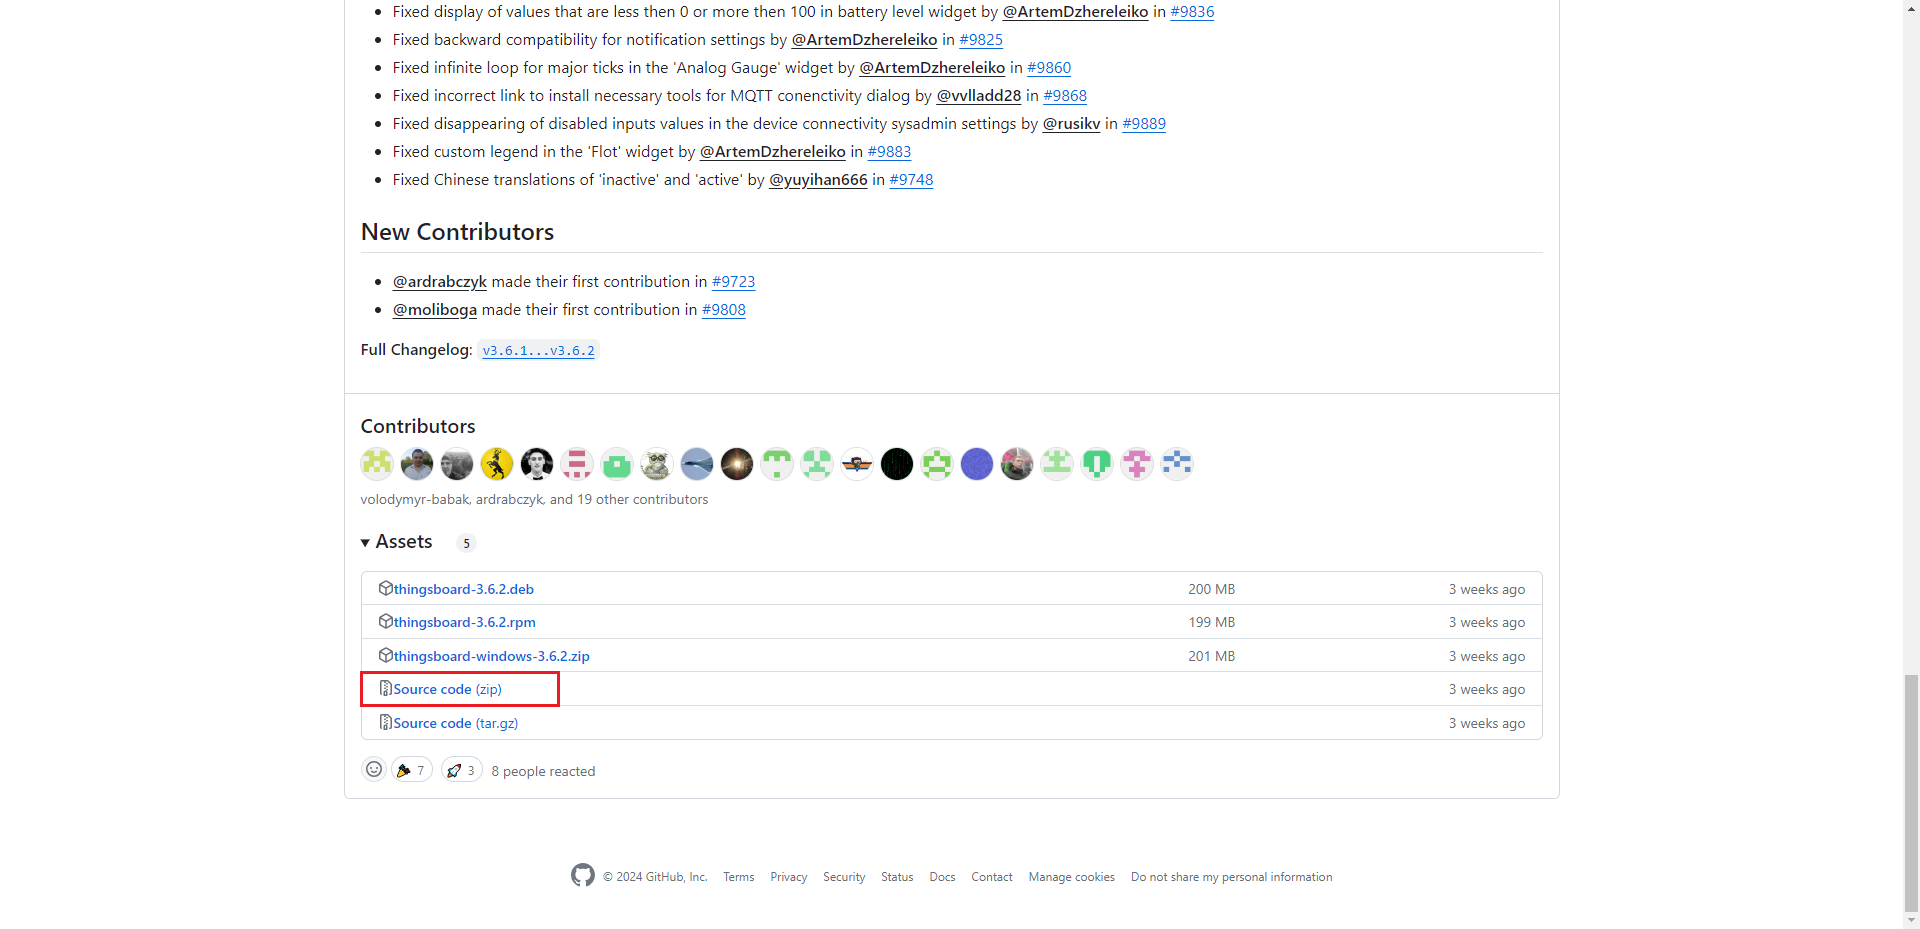 Fixed display of values that are less then 0 or more then 100 in battery level widget by @ArtemDzhereleiko in #9836
Fixed backward compatibility for notification settings by @ArtemDzhereleiko in #9825
Fixed infinite loop for major ticks in the 'Analog Gauge' widget by @ArtemDzhereleiko in #9860
Fixed incorrect link to install necessary tools for MQTT conenctivity dialog by @vvlladd28 in #9868
Fixed disappearing of disabled inputs values in the device connectivity sysadmin settings by @rusikv in #9889
Fixed custom legend in the 'Flot' widget by @ArtemDzhereleiko in #9883
Fixed Chinese translations of 'inactive' and 'active' by @yuyihan666 in #9748
New Contributors
@ardrabczyk made their first contribution in #9723
@moliboga made their first contribution in #9808
Full Changelog: v3.6.1...v3.6.2
Contributors
volodymyr-babak, ardrabczyk, and 19 other contributors
Assets 5
thingsboard-3.6.2.deb 200 MB 3 weeks ago
thingsboard-3.6.2.rpm 199 MB 3 weeks ago
thingsboard-windows-3.6.2.zip 201 MB 3 weeks ago
Source code (zip) 3 weeks ago
Source code (tar.gz) 3 weeks ago
7 3 8 people reacted
© 2024 GitHub, Inc. Terms Privacy Security Status Docs Contact Manage cookies Do not share my personal information